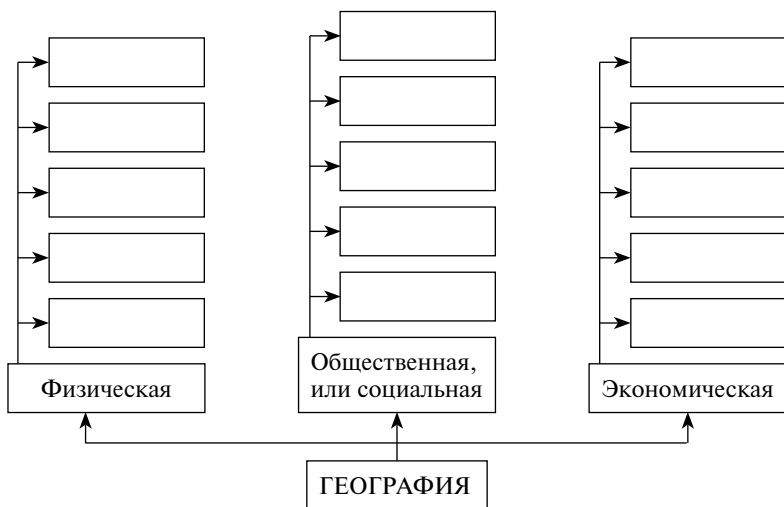 Физическая
Общественная,
или социальная
Экономическая
ГЕОГРАФИЯ